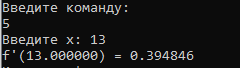 Введите команду:
5
Введите x: 13
f'(13.000000) = 0.394846